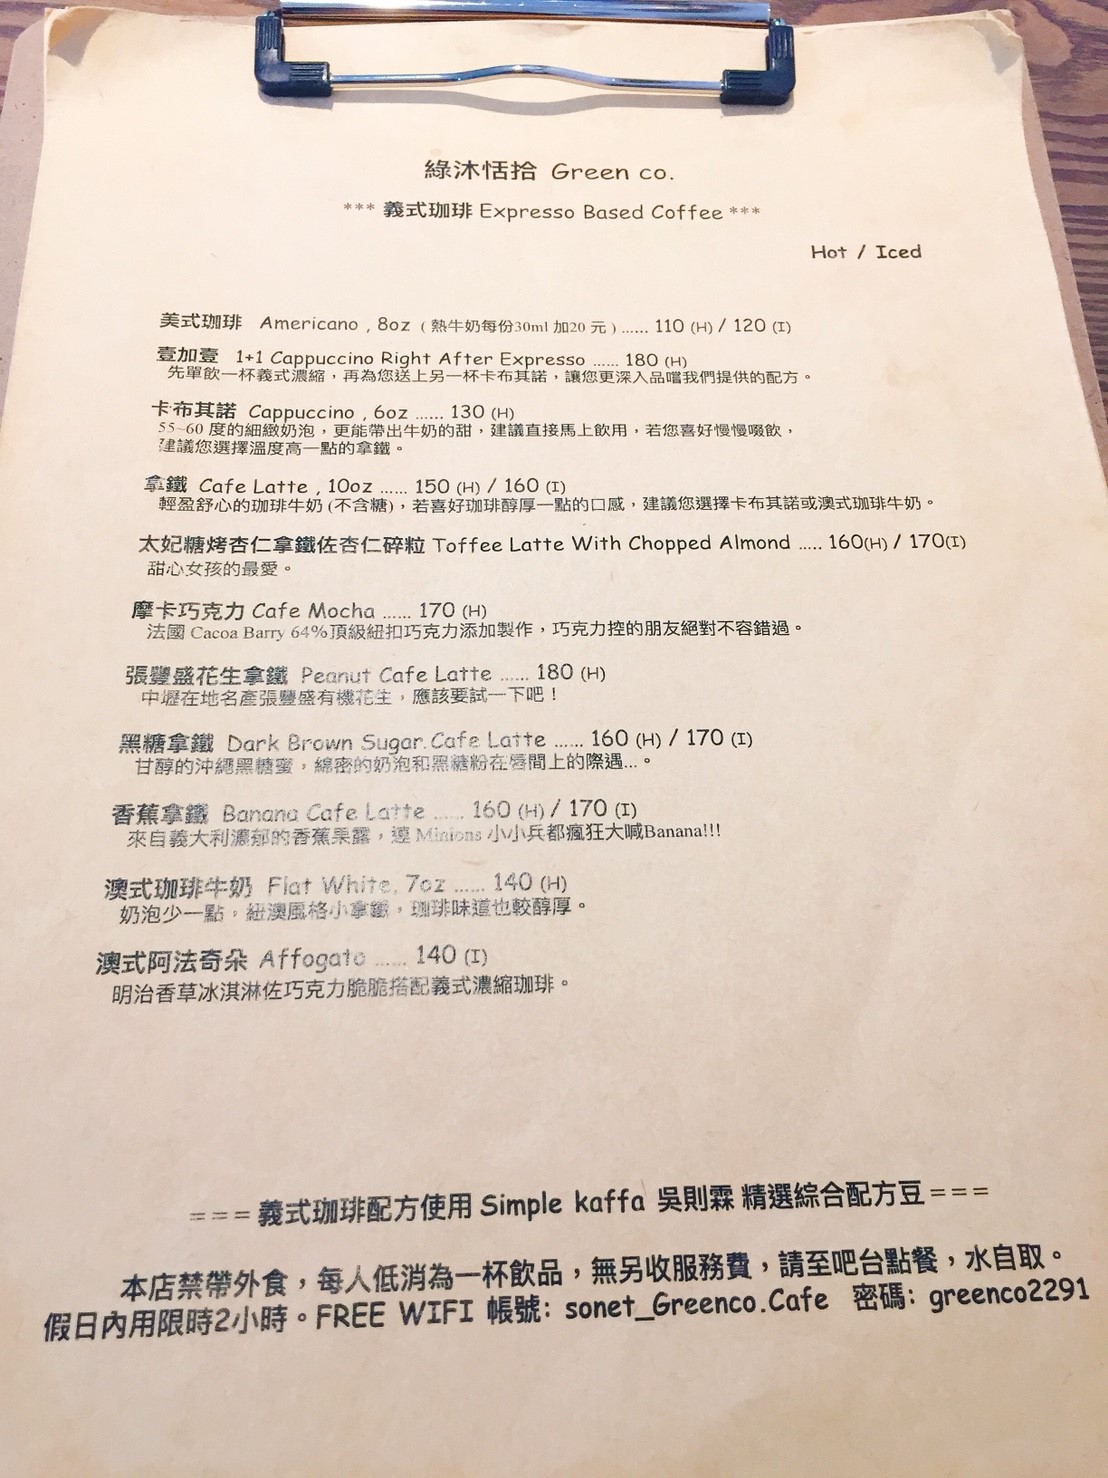 綠沐恬拾 Green co.
*** 義式珈琲 Expresso Based Coffee ***
Hot / Iced
美式珈琲 Americano , 8oz ( 熱牛奶每份30ml 加20 元 ) ...... 110 (H) / 120 (I)
壹加壹 1+1 Cappuccino Right After Expresso ...... 180 (H)
先單飲一杯義式濃縮，再為您送上另一杯卡布其諾，讓您更深入品嚐我們提供的配方。
卡布其諾 Cappuccino , 6oz ...... 130 (H)
55~60 度的細緻奶泡，更能帶出牛奶的甜，建議直接馬上飲用，若您喜好慢慢啜飲，
建議您選擇溫度高一點的拿鐵。
拿鐵 Cafe Latte , 10oz ...... 150 (H) / 160 (I)
輕盈舒心的珈琲牛奶 (不含糖)，若喜好珈琲醇厚一點的口感，建議您選擇卡布其諾或澳式珈琲牛奶。
太妃糖烤杏仁拿鐵佐杏仁碎粒 Toffee Latte With Chopped Almond ..... 160(H) / 170(I)
甜心女孩的最愛。
摩卡巧克力 Cafe Mocha ...... 170 (H)
法國 Cacoa Barry 64%頂級鈕扣巧克力添加製作，巧克力控的朋友絕對不容錯過。
張豐盛花生拿鐵 Peanut Cafe Latte ...... 180 (H)
中壢在地名產張豐盛有機花生，應該要試一下吧！
黑糖拿鐵 Dark Brown Sugar Cafe Latte ...... 160 (H) / 170 (I)
甘醇的沖繩黑糖蜜，綿密的奶泡和黑糖粉在唇間上的際遇...。
香蕉拿鐵 Banana Cafe Latte ...... 160 (H) / 170 (I)
來自義大利濃郁的香蕉果露，連 Minions 小小兵都瘋狂大喊Banana!!!
澳式珈琲牛奶 Flat White, 7oz ...... 140 (H)
奶泡少一點，紐澳風格小拿鐵，珈琲味道也較醇厚。
澳式阿法奇朵 Affogato ...... 140 (I)
明治香草冰淇淋佐巧克力脆脆搭配義式濃縮珈琲。
===義式珈琲配方使用 Simple kaffa 吳則霖 精選綜合配方豆===
本店禁帶外食，每人低消為一杯飲品，無另收服務費，請至吧台點餐，水自取。
假日內用限時2小時。FREE WIFI 帳號: sonet_Greenco.Cafe 密碼: greenco2291